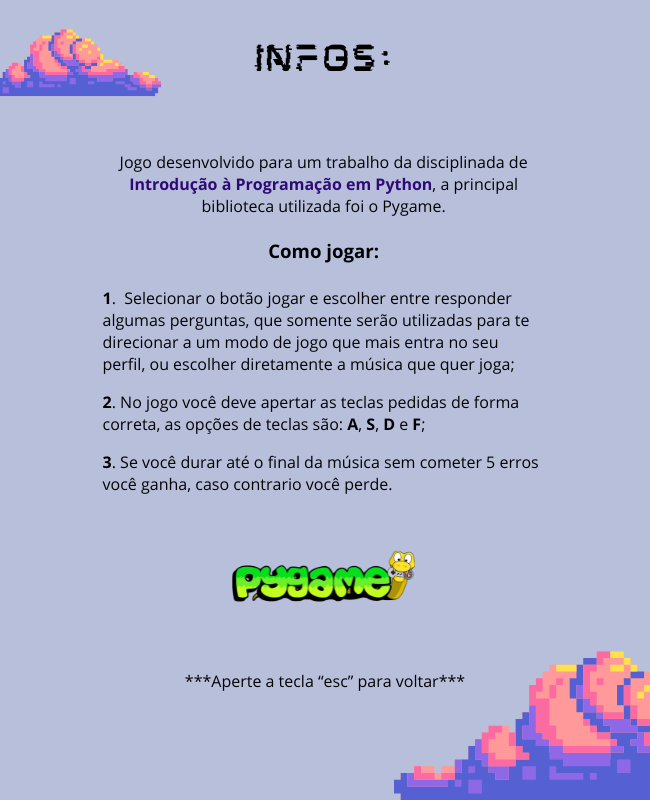 INFOS:
Jogo desenvolvido para um trabalho da disciplinada de
Introdução à Programação em Python, a principal
biblioteca utilizada foi o Pygame.
Como jogar:
1.  Selecionar o botão jogar e escolher entre responder
algumas perguntas, que somente serão utilizadas para te
direcionar a um modo de jogo que mais entra no seu
perfil, ou escolher diretamente a música que quer joga;
2. No jogo você deve apertar as teclas pedidas de forma
correta, as opções de teclas são: A, S, D e F;
3. Se você durar até o final da música sem cometer 5 erros
você ganha, caso contrario você perde.
pygame
***Aperte a tecla “esc” para voltar***